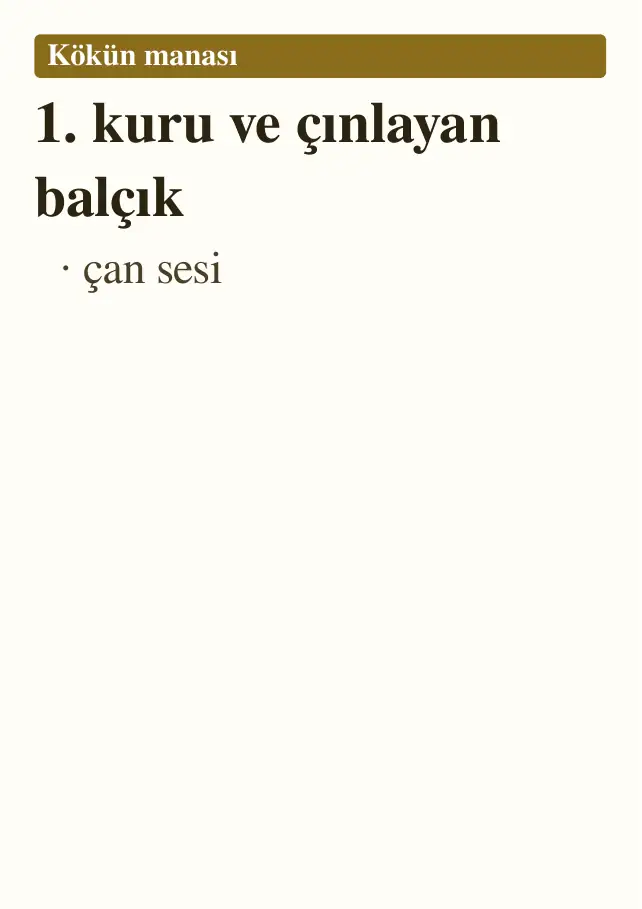 Kökün manası
1. kuru ve çınlayan
balçık
· çan sesi